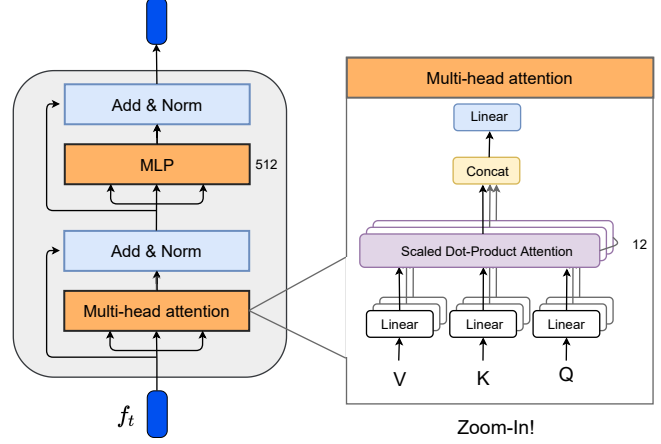 Add & Norm
MLP
512
Add & Norm
Multi-head attention
f_t
Multi-head attention
Linear
Concat
Scaled Dot-Product Attention
12
Linear Linear Linear
V K Q
Zoom-In!